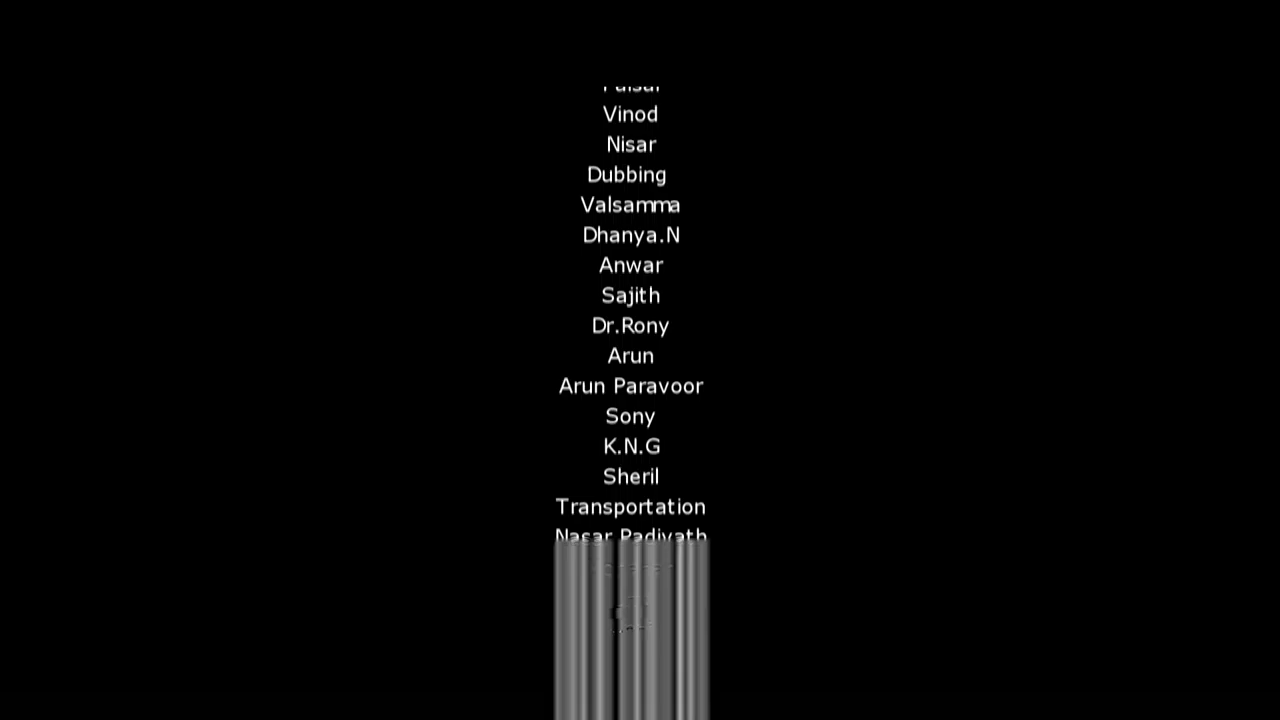 Vinod
Nisar
Dubbing
Valsamma
Dhanya.N
Anwar
Sajith
Dr.Rony
Arun
Arun Paravoor
Sony
K.N.G
Sheril
Transportation
Nasar Padiyath